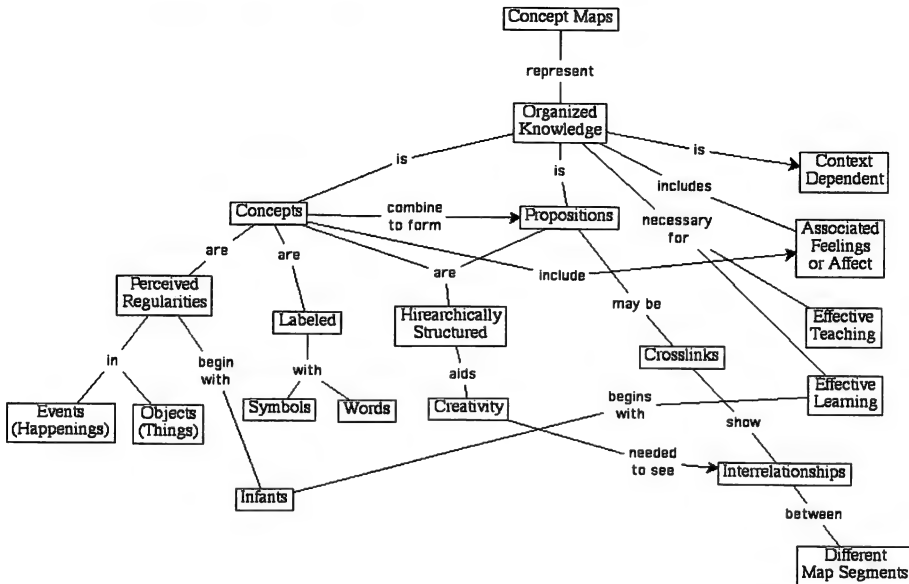 Concept Maps
represent
Organized
Knowledge
is
is
is
Context
Dependent
includes
Concepts
combine
to form
Propositions
necessary
for
Associated
Feelings
or Affect
are
are
are
include
Perceived
Regularities
Labeled
Hirearchically
Structured
may be
Effective
Teaching
in
begin
with
with
aids
Crosslinks
Effective
Learning
Events
(Happenings)
Objects
(Things)
Symbols
Words
Creativity
begins
with
show
needed
to see
Interrelationships
Infants
between
Different
Map Segments